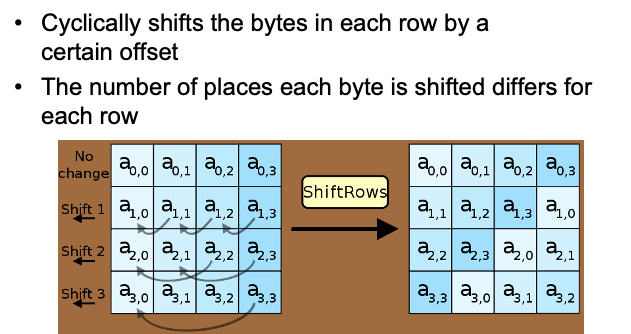 • Cyclically shifts the bytes in each row by a
certain offset
• The number of places each byte is shifted differs for
each row
No
change
a0,0 a0,1 a0,2 a0,3
Shift 1
a1,0 a1,1 a1,2 a1,3
Shift 2
a2,0 a2,1 a2,2 a2,3
Shift 3
a3,0 a3,1 a3,2 a3,3
ShiftRows
a0,0 a0,1 a0,2 a0,3
a1,1 a1,2 a1,3 a1,0
a2,2 a2,3 a2,0 a2,1
a3,3 a3,0 a3,1 a3,2